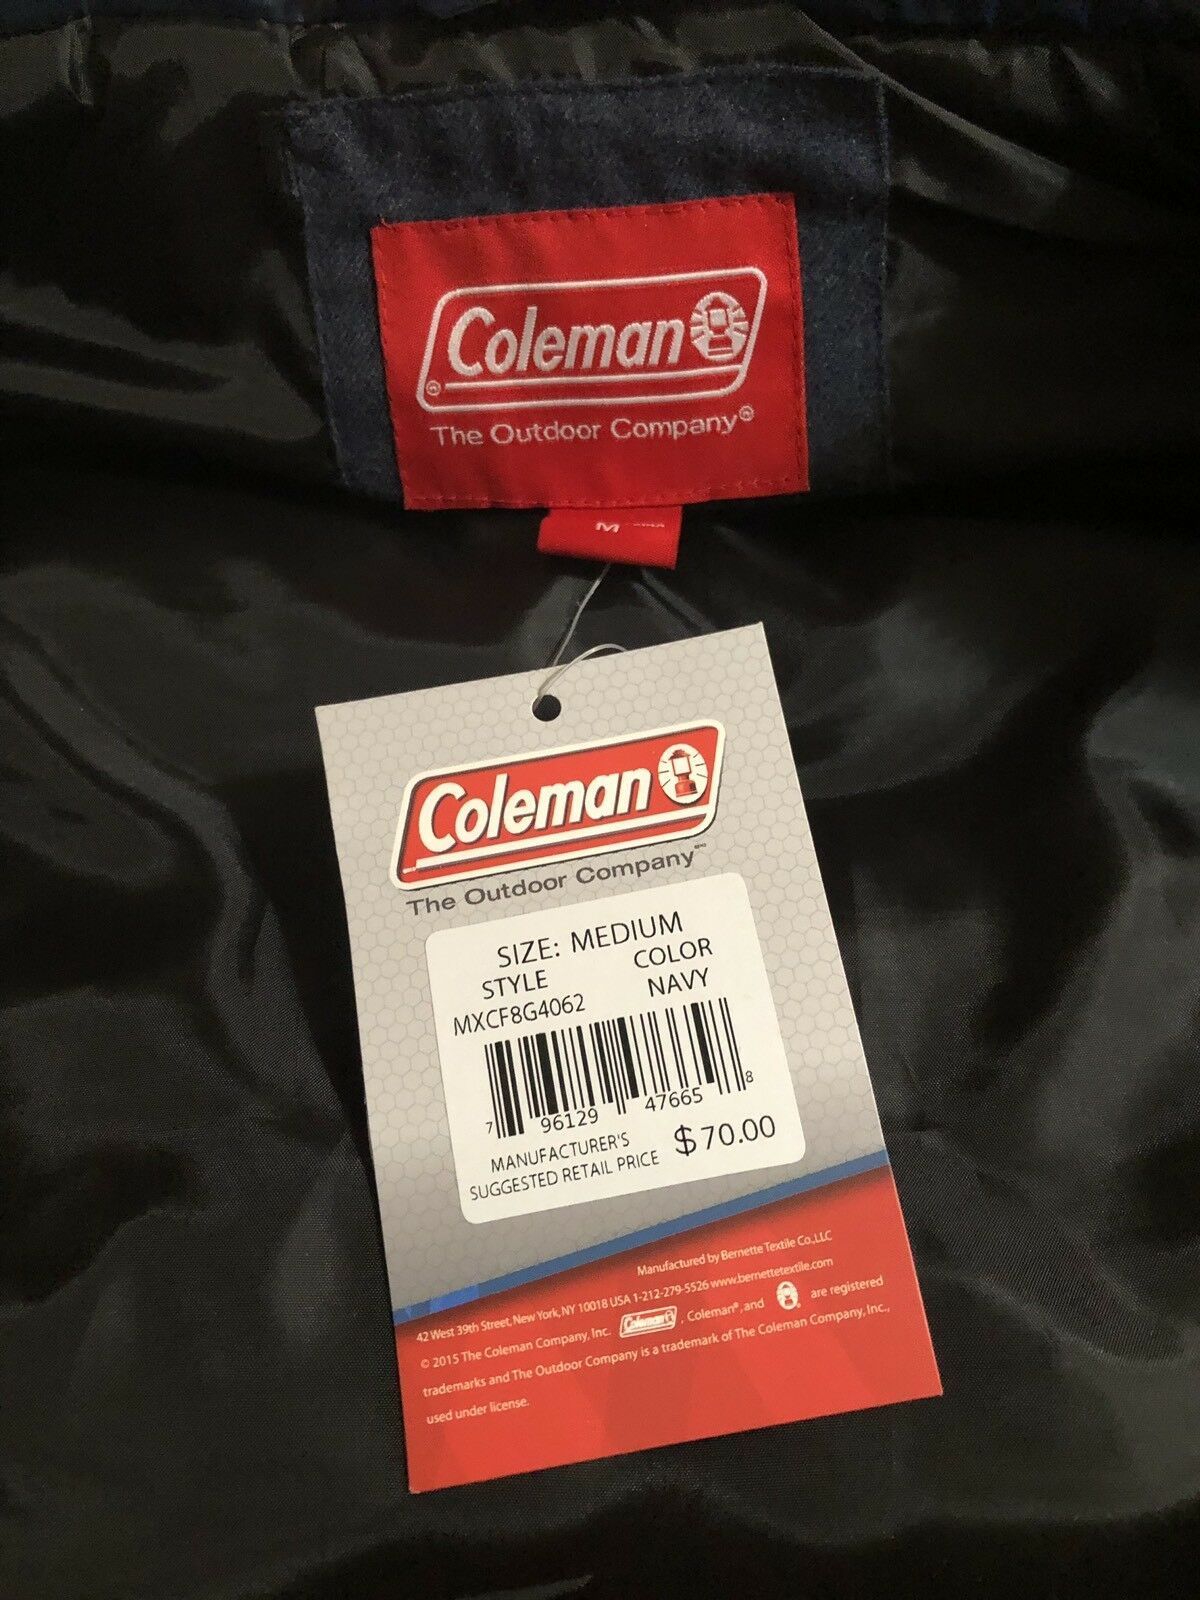 Coleman ®
The Outdoor Company®
M
Coleman
The Outdoor Company™
SIZE: MEDIUM
STYLE COLOR
MXCF8G4062 NAVY
7 96129 47665 8
MANUFACTURER'S
SUGGESTED RETAIL PRICE $70.00
Manufactured by Bernette Textile Co.,LLC
42 West 39th Street, New York, NY 10018 USA 1-212-279-5526 www.bernettetextile.com
© 2015 The Coleman Company, Inc. Coleman , Coleman®, and ® are registered
trademarks and The Outdoor Company is a trademark of The Coleman Company, Inc.,
used under license.